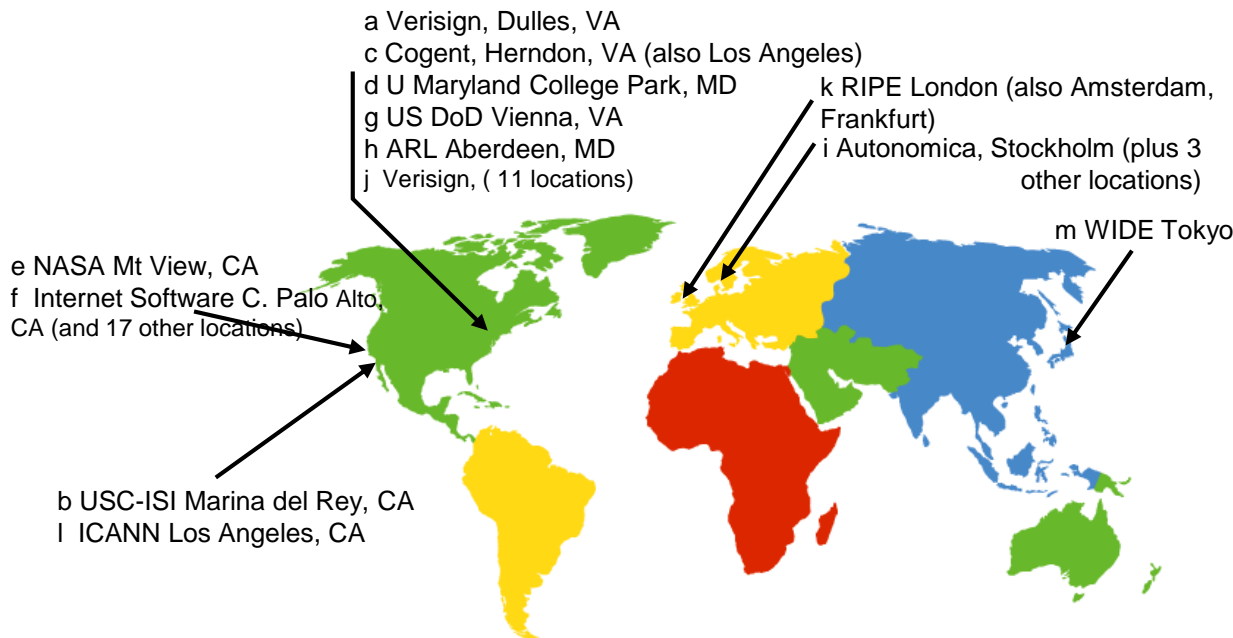 a Verisign, Dulles, VA
c Cogent, Herndon, VA (also Los Angeles)
d U Maryland College Park, MD
g US DoD Vienna, VA
h ARL Aberdeen, MD
j Verisign, ( 11 locations)
k RIPE London (also Amsterdam,
Frankfurt)
i Autonomica, Stockholm (plus 3
other locations)
m WIDE Tokyo
e NASA Mt View, CA
f Internet Software C. Palo Alto,
CA (and 17 other locations)
b USC-ISI Marina del Rey, CA
l ICANN Los Angeles, CA